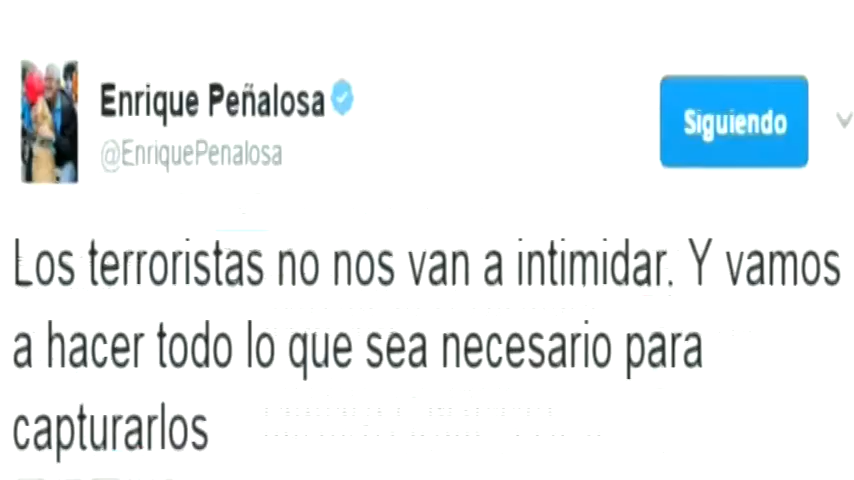 Enrique Peñalosa
@EnriquePenalosa
Siguiendo
Los terroristas no nos van a intimidar. Y vamos
a hacer todo lo que sea necesario para
capturarlos